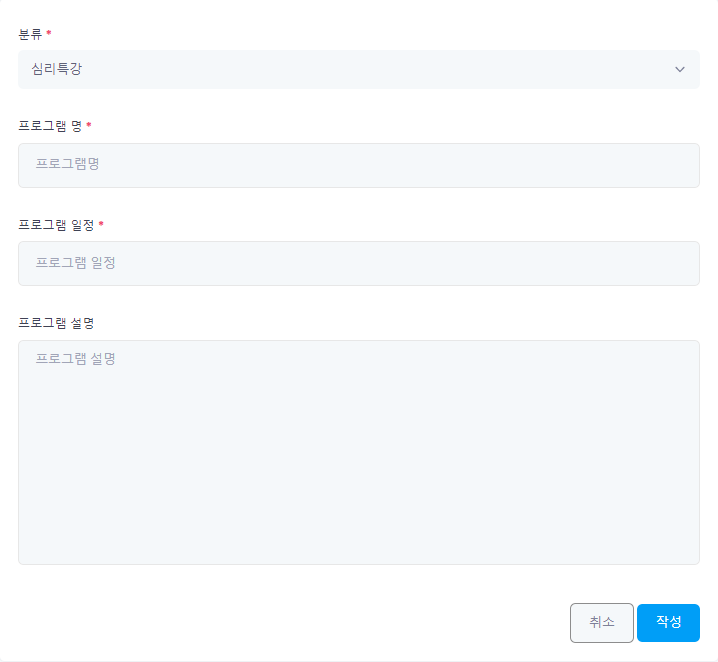 분류 *
심리특강
프로그램 명 *
프로그램명
프로그램 일정 *
프로그램 일정
프로그램 설명
프로그램 설명
취소 작성